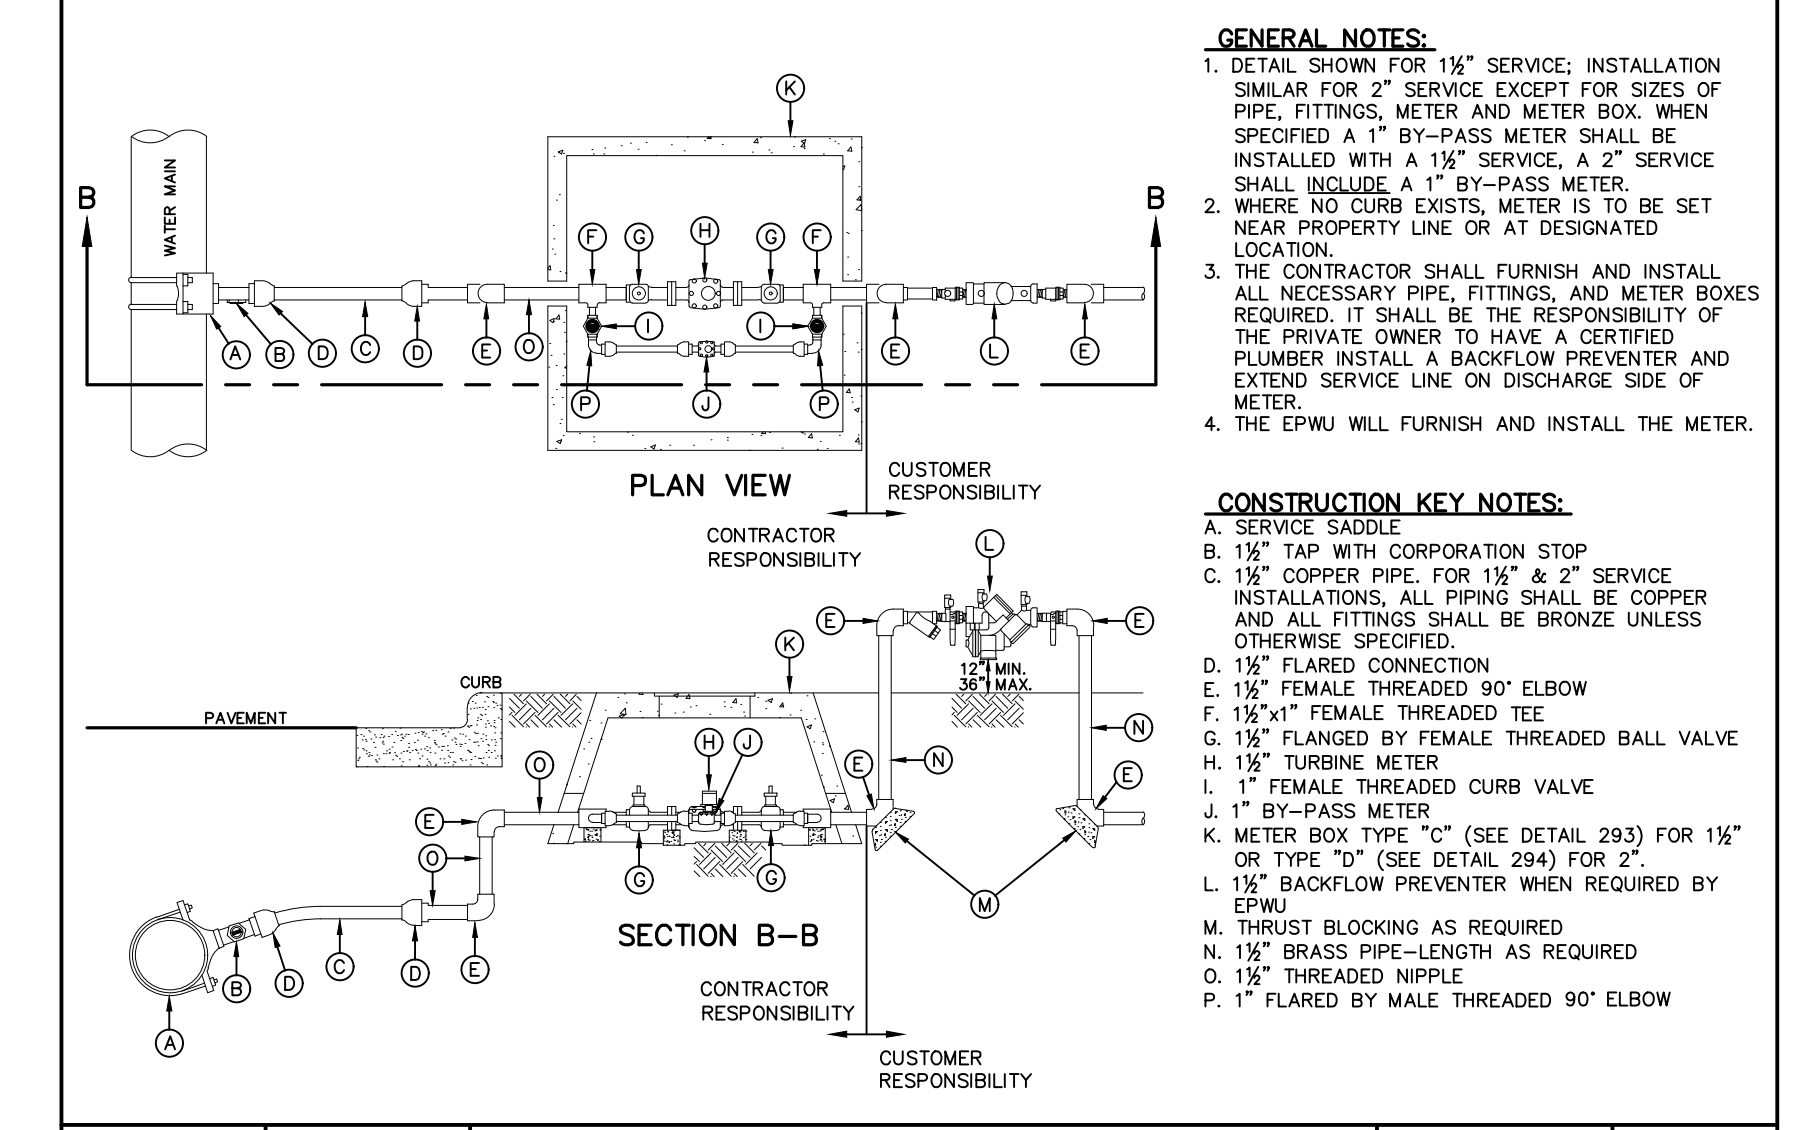 K
B
WATER MAIN
F
G
H
G
F
B
I
I
A
B
D
C
D
E
O
E
L
E
P
J
P
PLAN VIEW
CUSTOMER
RESPONSIBILITY
CONTRACTOR
RESPONSIBILITY
L
E
E
K
12" MIN.
36" MAX.
CURB
PAVEMENT
N
H
J
O
E
N
E
E
O
G
G
M
SECTION B-B
B
D
C
D
E
A
CONTRACTOR
RESPONSIBILITY
CUSTOMER
RESPONSIBILITY
GENERAL NOTES:
1. DETAIL SHOWN FOR 1½" SERVICE; INSTALLATION
SIMILAR FOR 2" SERVICE EXCEPT FOR SIZES OF
PIPE, FITTINGS, METER AND METER BOX. WHEN
SPECIFIED A 1" BY-PASS METER SHALL BE
INSTALLED WITH A 1½" SERVICE, A 2" SERVICE
SHALL INCLUDE A 1" BY-PASS METER.
2. WHERE NO CURB EXISTS, METER IS TO BE SET
NEAR PROPERTY LINE OR AT DESIGNATED
LOCATION.
3. THE CONTRACTOR SHALL FURNISH AND INSTALL
ALL NECESSARY PIPE, FITTINGS, AND METER BOXES
REQUIRED. IT SHALL BE THE RESPONSIBILITY OF
THE PRIVATE OWNER TO HAVE A CERTIFIED
PLUMBER INSTALL A BACKFLOW PREVENTER AND
EXTEND SERVICE LINE ON DISCHARGE SIDE OF
METER.
4. THE EPWU WILL FURNISH AND INSTALL THE METER.
CONSTRUCTION KEY NOTES:
A. SERVICE SADDLE
B. 1½" TAP WITH CORPORATION STOP
C. 1½" COPPER PIPE. FOR 1½" & 2" SERVICE
INSTALLATIONS, ALL PIPING SHALL BE COPPER
AND ALL FITTINGS SHALL BE BRONZE UNLESS
OTHERWISE SPECIFIED.
D. 1½" FLARED CONNECTION
E. 1½" FEMALE THREADED 90° ELBOW
F. 1½"x1" FEMALE THREADED TEE
G. 1½" FLANGED BY FEMALE THREADED BALL VALVE
H. 1½" TURBINE METER
I. 1" FEMALE THREADED CURB VALVE
J. 1" BY-PASS METER
K. METER BOX TYPE "C" (SEE DETAIL 293) FOR 1½"
OR TYPE "D" (SEE DETAIL 294) FOR 2".
L. 1½" BACKFLOW PREVENTER WHEN REQUIRED BY
EPWU
M. THRUST BLOCKING AS REQUIRED
N. 1½" BRASS PIPE-LENGTH AS REQUIRED
O. 1½" THREADED NIPPLE
P. 1" FLARED BY MALE THREADED 90° ELBOW